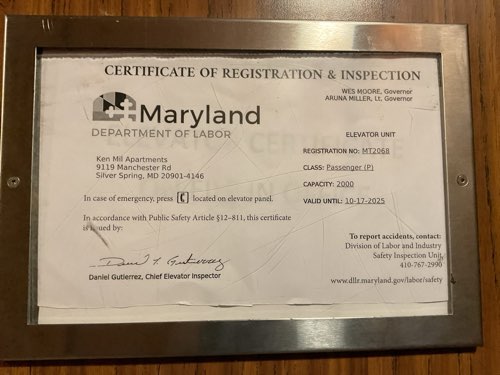 CERTIFICATE OF REGISTRATION & INSPECTION
WES MOORE, Governor
ARUNA MILLER, Lt. Governor
Maryland
DEPARTMENT OF LABOR
ELEVATOR UNIT
REGISTRATION NO: MT2068
Ken Mil Apartments
9119 Manchester Rd
Silver Spring, MD 20901-4146
CLASS: Passenger (P)
CAPACITY: 2000
VALID UNTIL: 10-17-2025
In case of emergency, press located on elevator panel.
In accordance with Public Safety Article §12–811, this certificate
is issued by:
Daniel Gutierrez, Chief Elevator Inspector
To report accidents, contact:
Division of Labor and Industry
Safety Inspection Unit
410-767-2990
www.dllr.maryland.gov/labor/safety